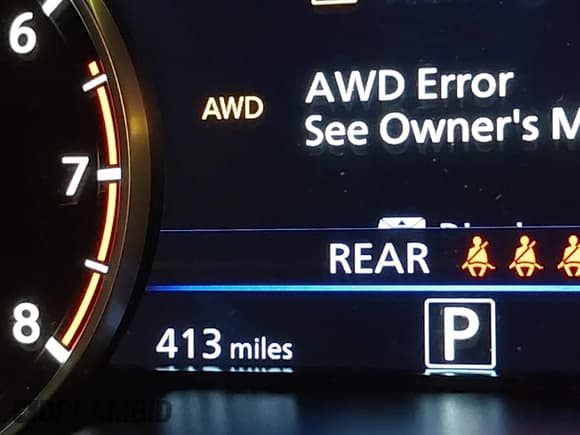 6
AWD Error
AWD
See Owner's M
7
REAR
8
413 miles
P